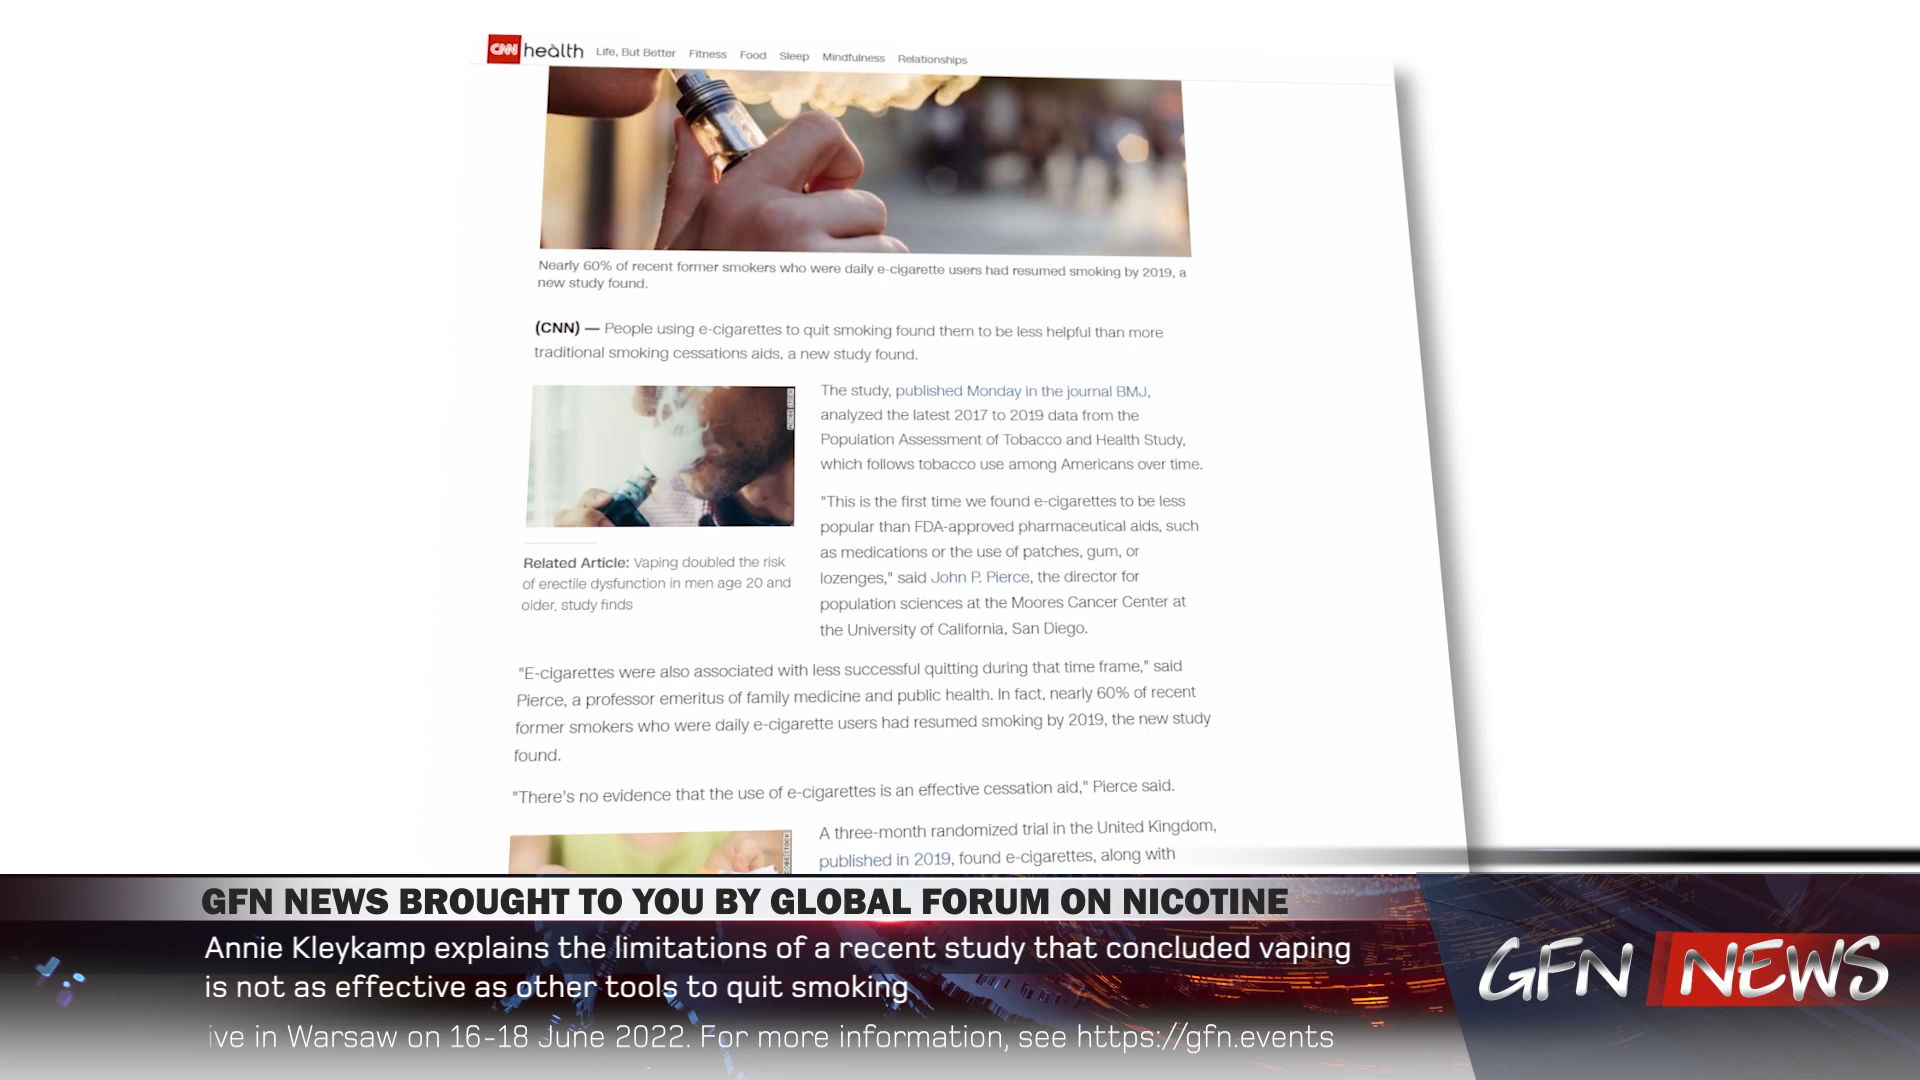 CNN health Life, But Better Fitness Food Sleep Mindfulness Relationships
Nearly 60% of recent former smokers who were daily e-cigarette users had resumed smoking by 2019, a
new study found.
(CNN) — People using e-cigarettes to quit smoking found them to be less helpful than more
traditional smoking cessations aids, a new study found.
ADOBE STOCK
Related Article: Vaping doubled the risk
of erectile dysfunction in men age 20 and
older, study finds
The study, published Monday in the journal BMJ,
analyzed the latest 2017 to 2019 data from the
Population Assessment of Tobacco and Health Study,
which follows tobacco use among Americans over time.
"This is the first time we found e-cigarettes to be less
popular than FDA-approved pharmaceutical aids, such
as medications or the use of patches, gum, or
lozenges," said John P. Pierce, the director for
population sciences at the Moores Cancer Center at
the University of California, San Diego.
"E-cigarettes were also associated with less successful quitting during that time frame," said
Pierce, a professor emeritus of family medicine and public health. In fact, nearly 60% of recent
former smokers who were daily e-cigarette users had resumed smoking by 2019, the new study
found.
"There's no evidence that the use of e-cigarettes is an effective cessation aid," Pierce said.
A three-month randomized trial in the United Kingdom,
published in 2019, found e-cigarettes, along with
GFN NEWS BROUGHT TO YOU BY GLOBAL FORUM ON NICOTINE
Annie Kleykamp explains the limitations of a recent study that concluded vaping
is not as effective as other tools to quit smoking
ive in Warsaw on 16-18 June 2022. For more information, see https://gfn.events
GFN NEWS